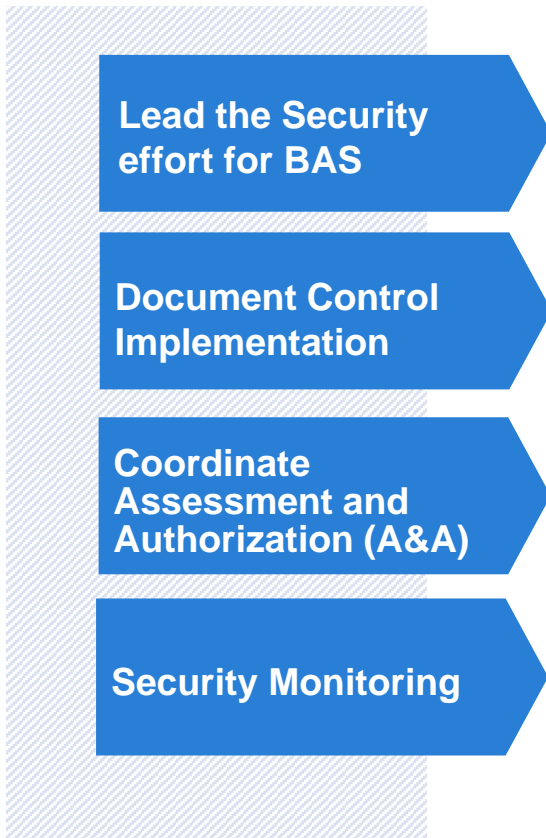 Lead the Security
effort for BAS
Document Control
Implementation
Coordinate
Assessment and
Authorization (A&A)
Security Monitoring